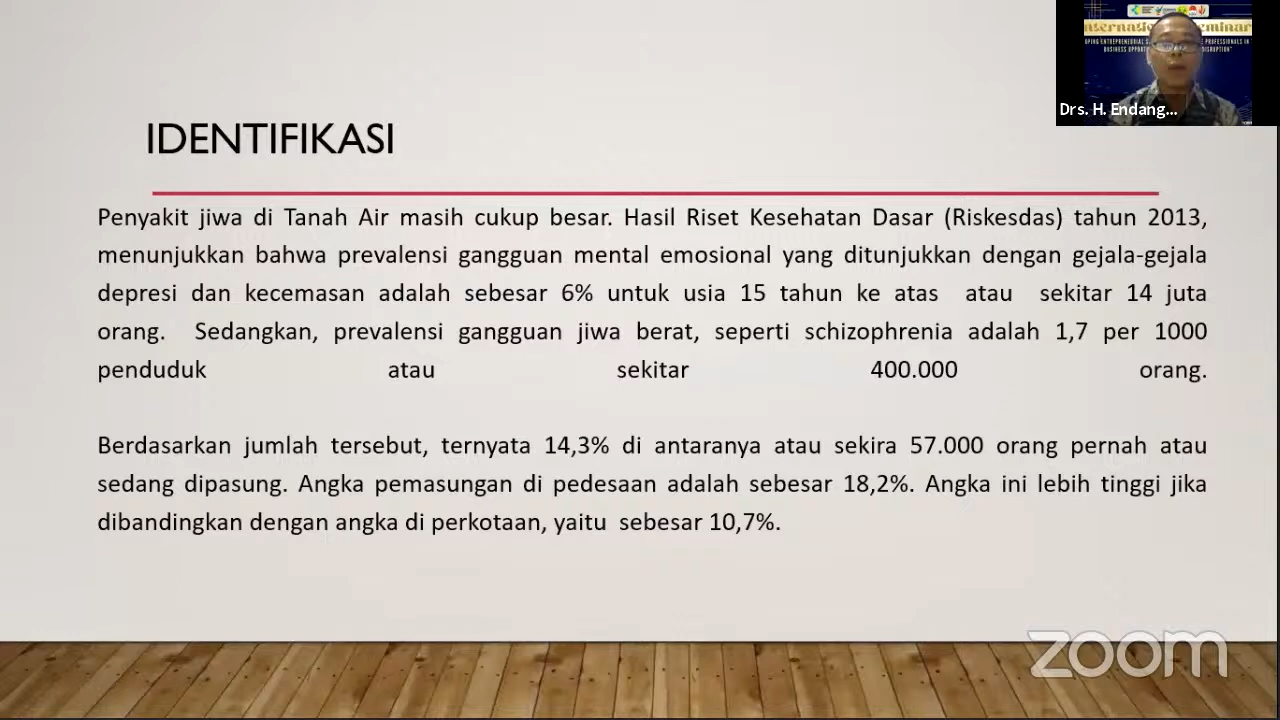 International Seminar
Drs. H. Endang...
IDENTIFIKASI
Penyakit jiwa di Tanah Air masih cukup besar. Hasil Riset Kesehatan Dasar (Riskesdas) tahun 2013,
menunjukkan bahwa prevalensi gangguan mental emosional yang ditunjukkan dengan gejala-gejala
depresi dan kecemasan adalah sebesar 6% untuk usia 15 tahun ke atas atau sekitar 14 juta
orang. Sedangkan, prevalensi gangguan jiwa berat, seperti schizophrenia adalah 1,7 per 1000
penduduk atau sekitar 400.000 orang.
Berdasarkan jumlah tersebut, ternyata 14,3% di antaranya atau sekira 57.000 orang pernah atau
sedang dipasung. Angka pemasungan di pedesaan adalah sebesar 18,2%. Angka ini lebih tinggi jika
dibandingkan dengan angka di perkotaan, yaitu sebesar 10,7%.
zoom